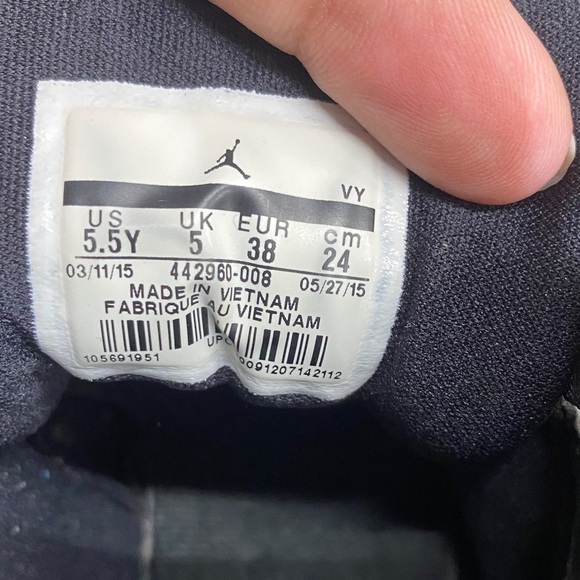 VY
US UK EUR cm
5.5Y 5 38 24
03/11/15 442960-008 05/27/15
MADE IN VIETNAM
FABRIQUE AU VIETNAM
105691951 UPC